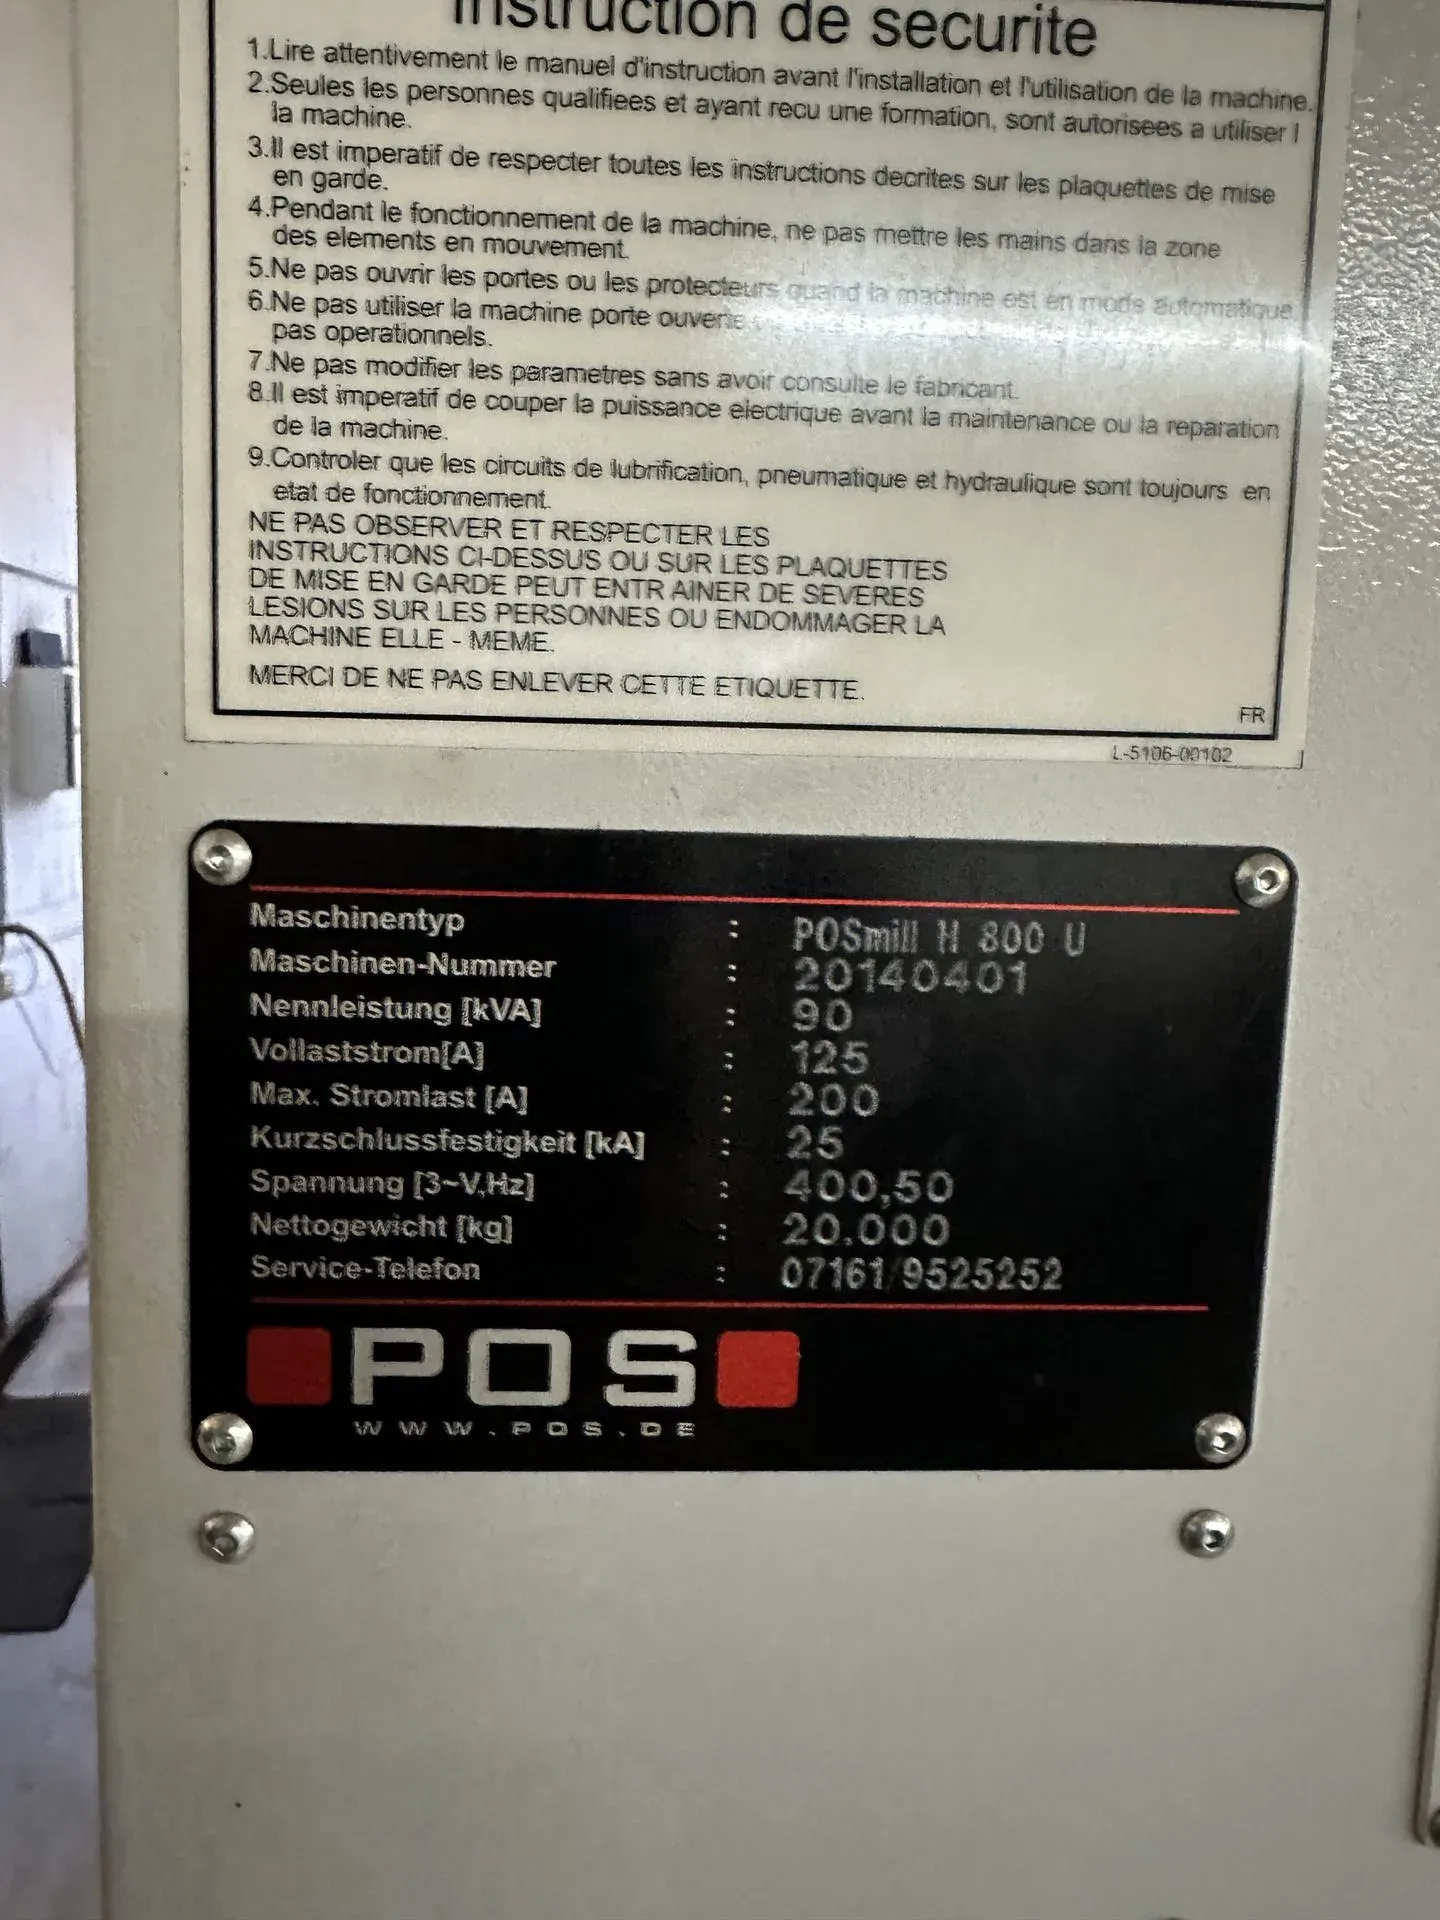 Instruction de securite
1.Lire attentivement le manuel d'instruction avant l'installation et l'utilisation de la machine.
2.Seules les personnes qualifiees et ayant recu une formation, sont autorisees a utiliser l
la machine.
3.Il est imperatif de respecter toutes les instructions decrites sur les plaquettes de mise
en garde.
4.Pendant le fonctionnement de la machine, ne pas mettre les mains dans la zone
des elements en mouvement.
5.Ne pas ouvrir les portes ou les protecteurs quand la machine est en mode automatique
6.Ne pas utiliser la machine porte ouverte
pas operationnels.
7.Ne pas modifier les parametres sans avoir consulte le fabricant.
8.Il est imperatif de couper la puissance electrique avant la maintenance ou la reparation
de la machine.
9.Controler que les circuits de lubrification, pneumatique et hydraulique sont toujours en
etat de fonctionnement.
NE PAS OBSERVER ET RESPECTER LES
INSTRUCTIONS CI-DESSUS OU SUR LES PLAQUETTES
DE MISE EN GARDE PEUT ENTR AINER DE SEVERES
LESIONS SUR LES PERSONNES OU ENDOMMAGER LA
MACHINE ELLE - MEME.
MERCI DE NE PAS ENLEVER CETTE ETIQUETTE.
FR
L-5106-00102
Maschinentyp : POSmill H 800 U
Maschinen-Nummer : 20140401
Nennleistung [kVA] : 90
Vollaststrom[A] : 125
Max. Stromlast [A] : 200
Kurzschlussfestigkeit [kA] : 25
Spannung [3~V,Hz] : 400,50
Nettogewicht [kg] : 20.000
Service-Telefon : 07161/9525252
POS
WWW.POS.DE